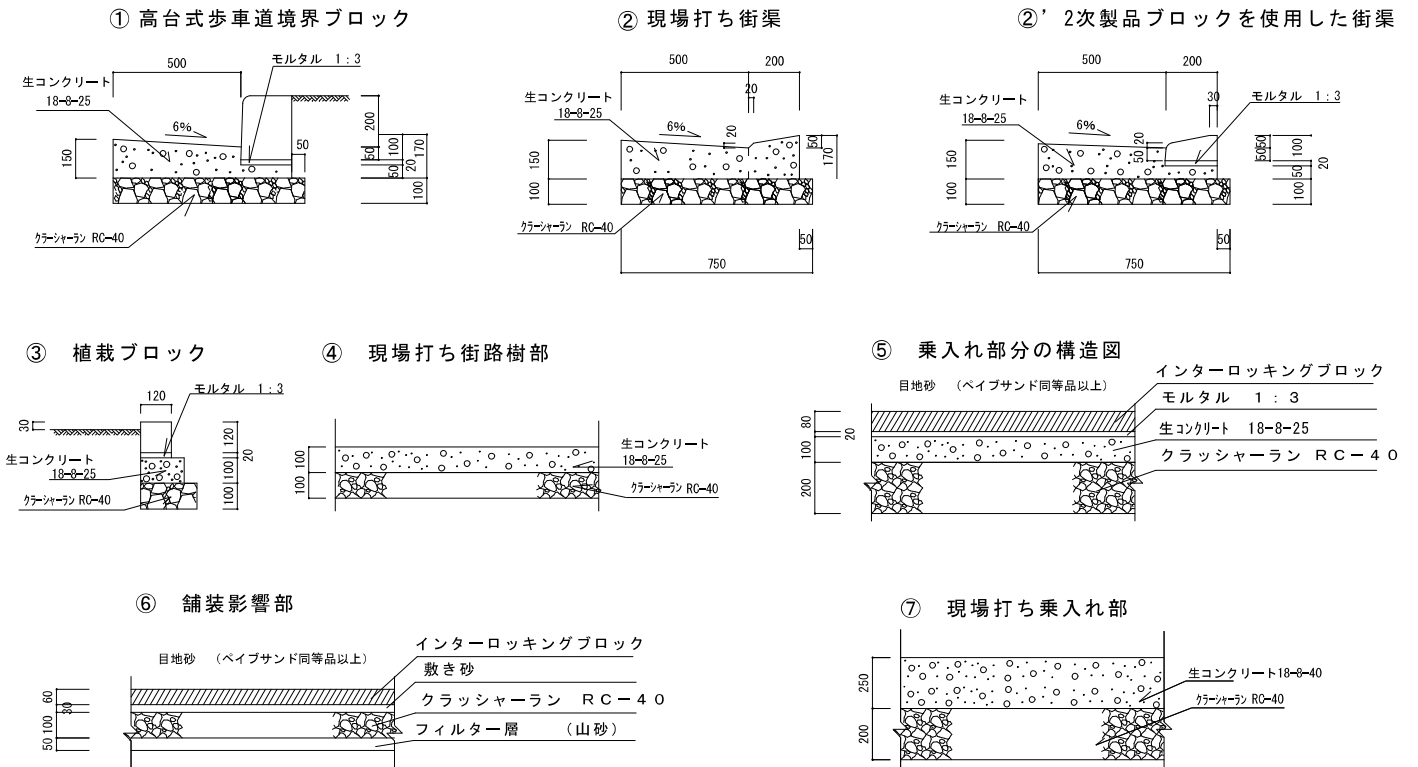 ① 高台式歩車道境界ブロック
500
モルタル 1:3
生コンクリート
18-8-25
6%
150
200
50
50
100
170
50
20
100
クラーシャーラン RC-40
② 現場打ち街渠
500
200
20
生コンクリート
18-8-25
6%
20
50
170
150
100
クラーシャーラン RC-40
50
750
②' 2次製品ブロックを使用した街渠
500
200
30
モルタル 1:3
生コンクリート
18-8-25
6%
20
50
50
50
100
20
50
100
150
100
クラーシャーラン RC-40
50
750
③ 植栽ブロック
モルタル 1:3
120
30
生コンクリート
18-8-25
クラーシャーラン RC-40
120
20
100
100
④ 現場打ち街路樹部
100
100
生コンクリート
18-8-25
クラーシャーラン RC-40
⑤ 乗入れ部分の構造図
目地砂 (ペイブサンド同等品以上)
インターロッキングブロック
モルタル 1:3
生コンクリート 18-8-25
クラッシャーラン RC-40
80
20
100
200
⑥ 舗装影響部
目地砂 (ペイブサンド同等品以上)
インターロッキングブロック
敷き砂
クラッシャーラン RC-40
フィルター層 (山砂)
60
30
100
50
⑦ 現場打ち乗入れ部
250
200
生コンクリート18-8-40
クラーシャーラン RC-40